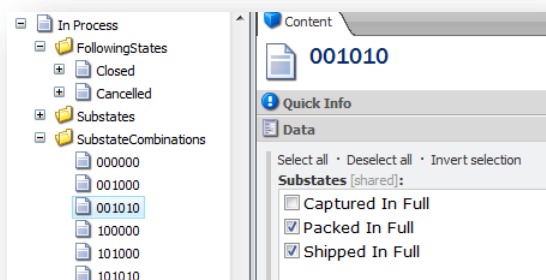 In Process
FollowingStates
Closed
Cancelled
Substates
SubstateCombinations
000000
001000
001010
100000
101000
101010
Content
001010
Quick Info
Data
Select all · Deselect all · Invert selection
Substates [shared]:
Captured In Full
Packed In Full
Shipped In Full